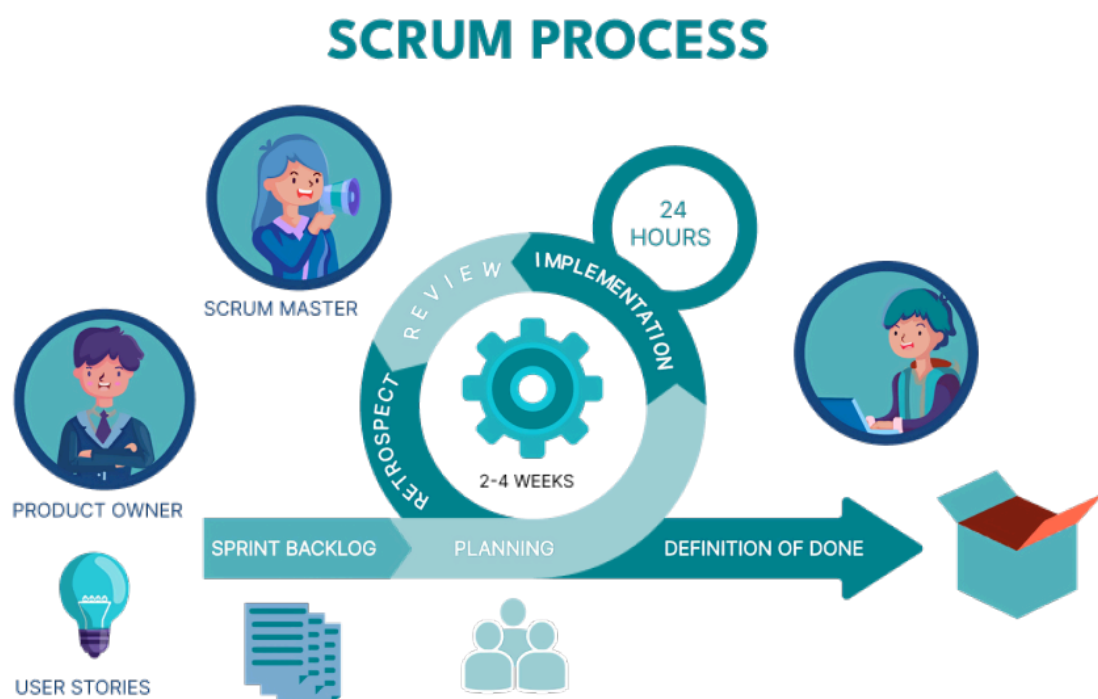 SCRUM PROCESS
24
HOURS
SCRUM MASTER
REVIEW
IMPLEMENTATION
RETROSPECT
2-4 WEEKS
PRODUCT OWNER
SPRINT BACKLOG
PLANNING
DEFINITION OF DONE
USER STORIES